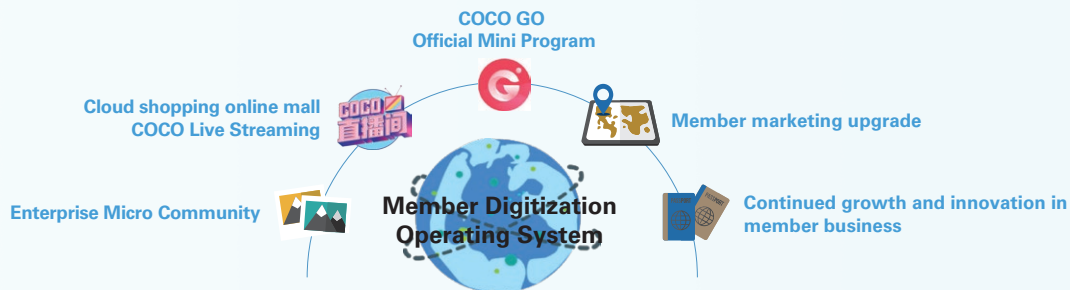 COCO GO
Official Mini Program
Cloud shopping online mall
COCO Live Streaming
COCO
直播间
G
Member marketing upgrade
Enterprise Micro Community
Member Digitization
Operating System
PASSPORT
Continued growth and innovation in
member business